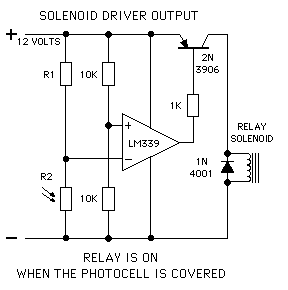 SOLENOID DRIVER OUTPUT
+
12 VOLTS
2N
3906
R1
10K
1K
+
LM339
−
RELAY
SOLENOID
1N
4001
R2
10K
−
RELAY IS ON
WHEN THE PHOTOCELL IS COVERED